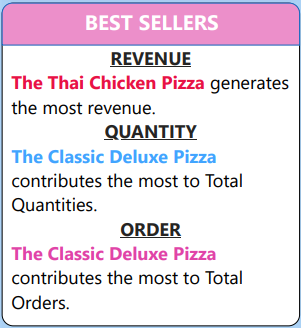 BEST SELLERS
REVENUE
The Thai Chicken Pizza generates
the most revenue.
QUANTITY
The Classic Deluxe Pizza
contributes the most to Total
Quantities.
ORDER
The Classic Deluxe Pizza
contributes the most to Total
Orders.